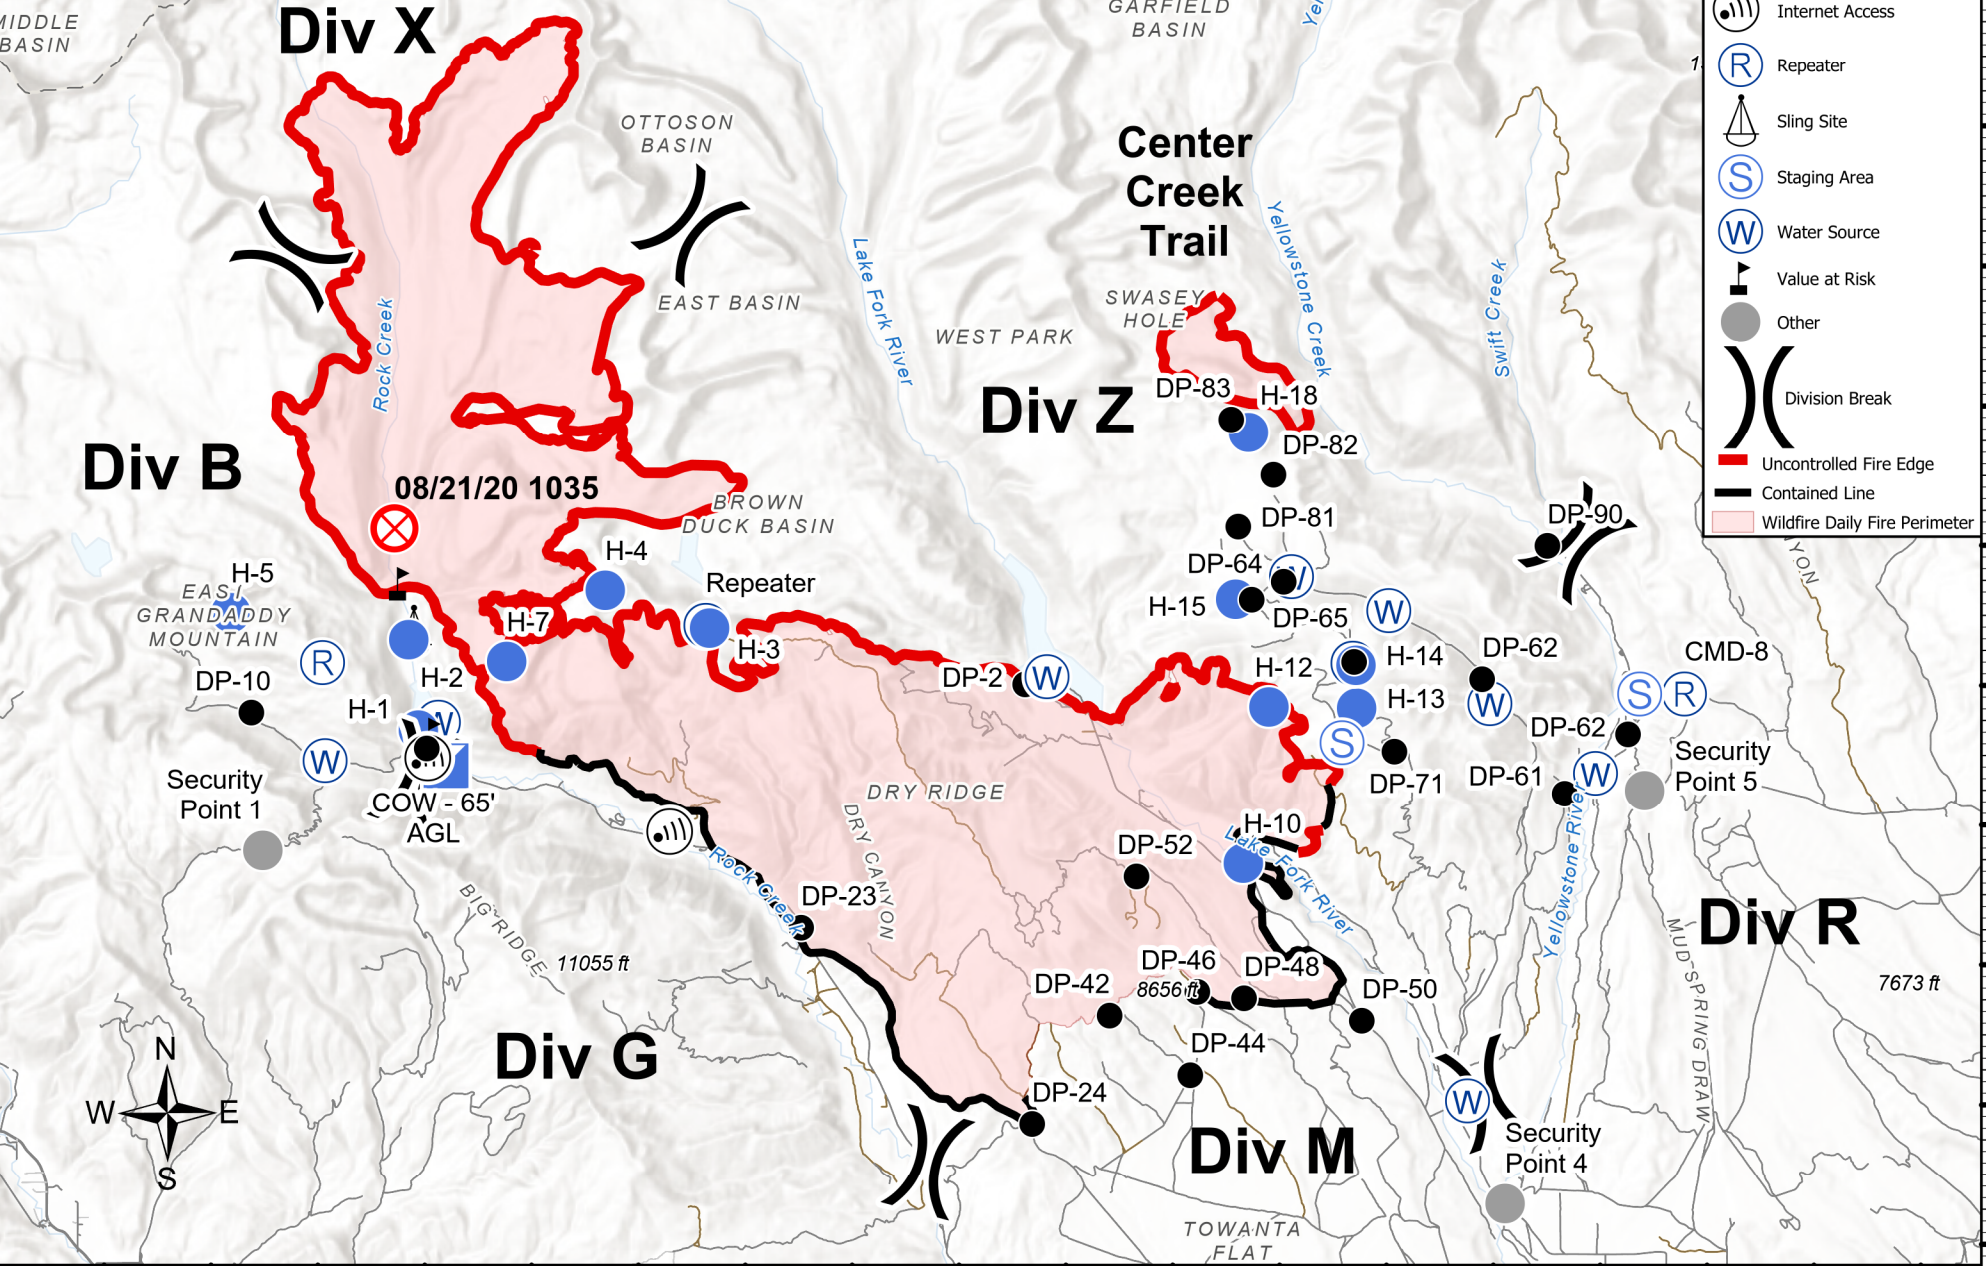 MIDDLE
BASIN
Div X
GARFIELD
BASIN
Internet Access
R
Repeater
Sling Site
S
Staging Area
W
Water Source
Value at Risk
Other
Division Break
Uncontrolled Fire Edge
Contained Line
Wildfire Daily Fire Perimeter
OTTOSON
BASIN
EAST BASIN
Center
Creek
Trail
Yellowstone Creek
Swift Creek
Lake Fork River
SWASEY
HOLE
WEST PARK
Rock Creek
Div Z
DP-83
H-18
DP-82
Div B
08/21/20 1035
BROWN
DUCK BASIN
DP-90
DP-81
H-4
DP-64
W
H-5
EAST
GRANDADDY
MOUNTAIN
Repeater
H-15
DP-65
W
H-7
H-3
R
DP-10
H-2
DP-2
W
H-12
H-14
DP-62
CMD-8
H-1
W
H-13
W
S
R
S
DP-62
W
Security
Point 1
COW - 65'
AGL
DRY RIDGE
DP-71
DP-61
W
Security
Point 5
DRY CANYON
H-10
Lake Fork River
DP-52
Rock Creek
DP-23
BIG RIDGE
11055 ft
Yellowstone River
Div R
MUD SPRING DRAW
7673 ft
DP-46
8656 ft
DP-48
DP-42
DP-50
Div G
DP-44
DP-24
N
W
E
S
W
Div M
Security
Point 4
TOWANTA
FLAT